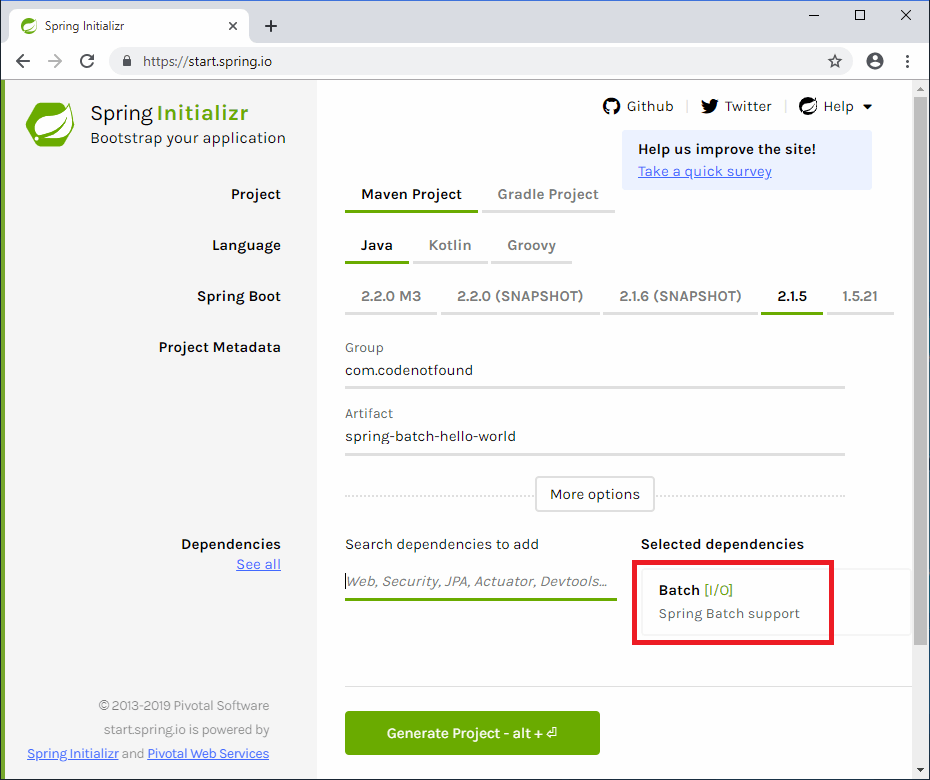 Spring Initializr
https://start.spring.io
Spring Initializr
Bootstrap your application
Github
Twitter
Help
Help us improve the site!
Take a quick survey
Project
Maven Project
Gradle Project
Language
Java
Kotlin
Groovy
Spring Boot
2.2.0 M3
2.2.0 (SNAPSHOT)
2.1.6 (SNAPSHOT)
2.1.5
1.5.21
Project Metadata
Group
com.codenotfound
Artifact
spring-batch-hello-world
More options
Dependencies
See all
Search dependencies to add
Web, Security, JPA, Actuator, Devtools...
Selected dependencies
Batch [I/O]
Spring Batch support
© 2013-2019 Pivotal Software
start.spring.io is powered by
Spring Initializr and Pivotal Web Services
Generate Project - alt + ⏎